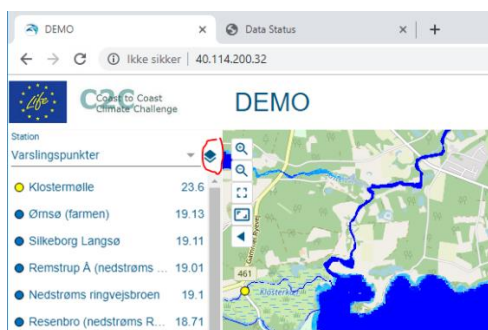 DEMO
Data Status
Ikke sikker
40.114.200.32
Life
C2C
Coast to Coast
Climate Challenge
DEMO
Station
Varslingspunkter
Klostermølle 23.6
Ørnsø (farmen) 19.13
Silkeborg Langsø 19.11
Remstrup Å (nedstrøms ... 19.01
Nedstrøms ringvejsbroen 19.1
Resenbro (nedstrøms R... 18.71
461
Klosterkær